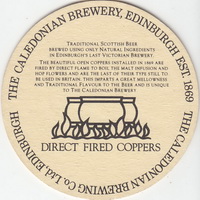 THE CALEDONIAN BREWERY, EDINBURGH EST. 1869
TRADITIONAL SCOTTISH BEER
BREWED USING ONLY NATURAL INGREDIENTS
IN EDINBURGH'S LAST VICTORIAN BREWERY.
THE BEAUTIFUL OPEN COPPERS INSTALLED IN 1869 ARE
FIRED BY DIRECT FLAME TO BOIL THE MALT INFUSION AND
HOP FLOWERS AND ARE THE LAST OF THEIR TYPE STILL TO
BE USED IN BRITAIN. THIS IMPARTS A GREAT MELLOWNESS
AND TRADITIONAL FLAVOUR TO THE BEER AND IS UNIQUE
TO THE CALEDONIAN BREWERY
DIRECT FIRED COPPERS
THE CALEDONIAN BREWING CO. LTD. EDINBURGH